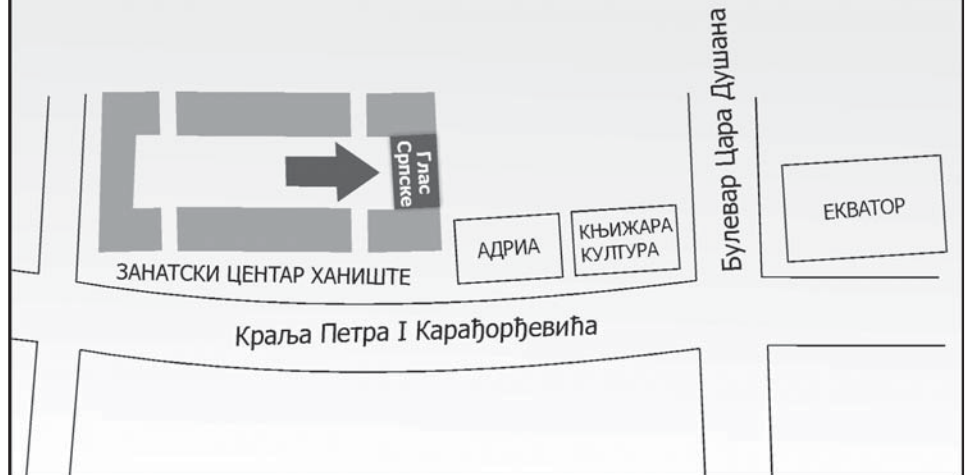 Булевар Цара Душана
Глас
Српске
ЕКВАТОР
АДРИА
КЊИЖАРА
КУЛТУРА
ЗАНАТСКИ ЦЕНТАР ХАНИШТЕ
Краља Петра I Карађорђевића